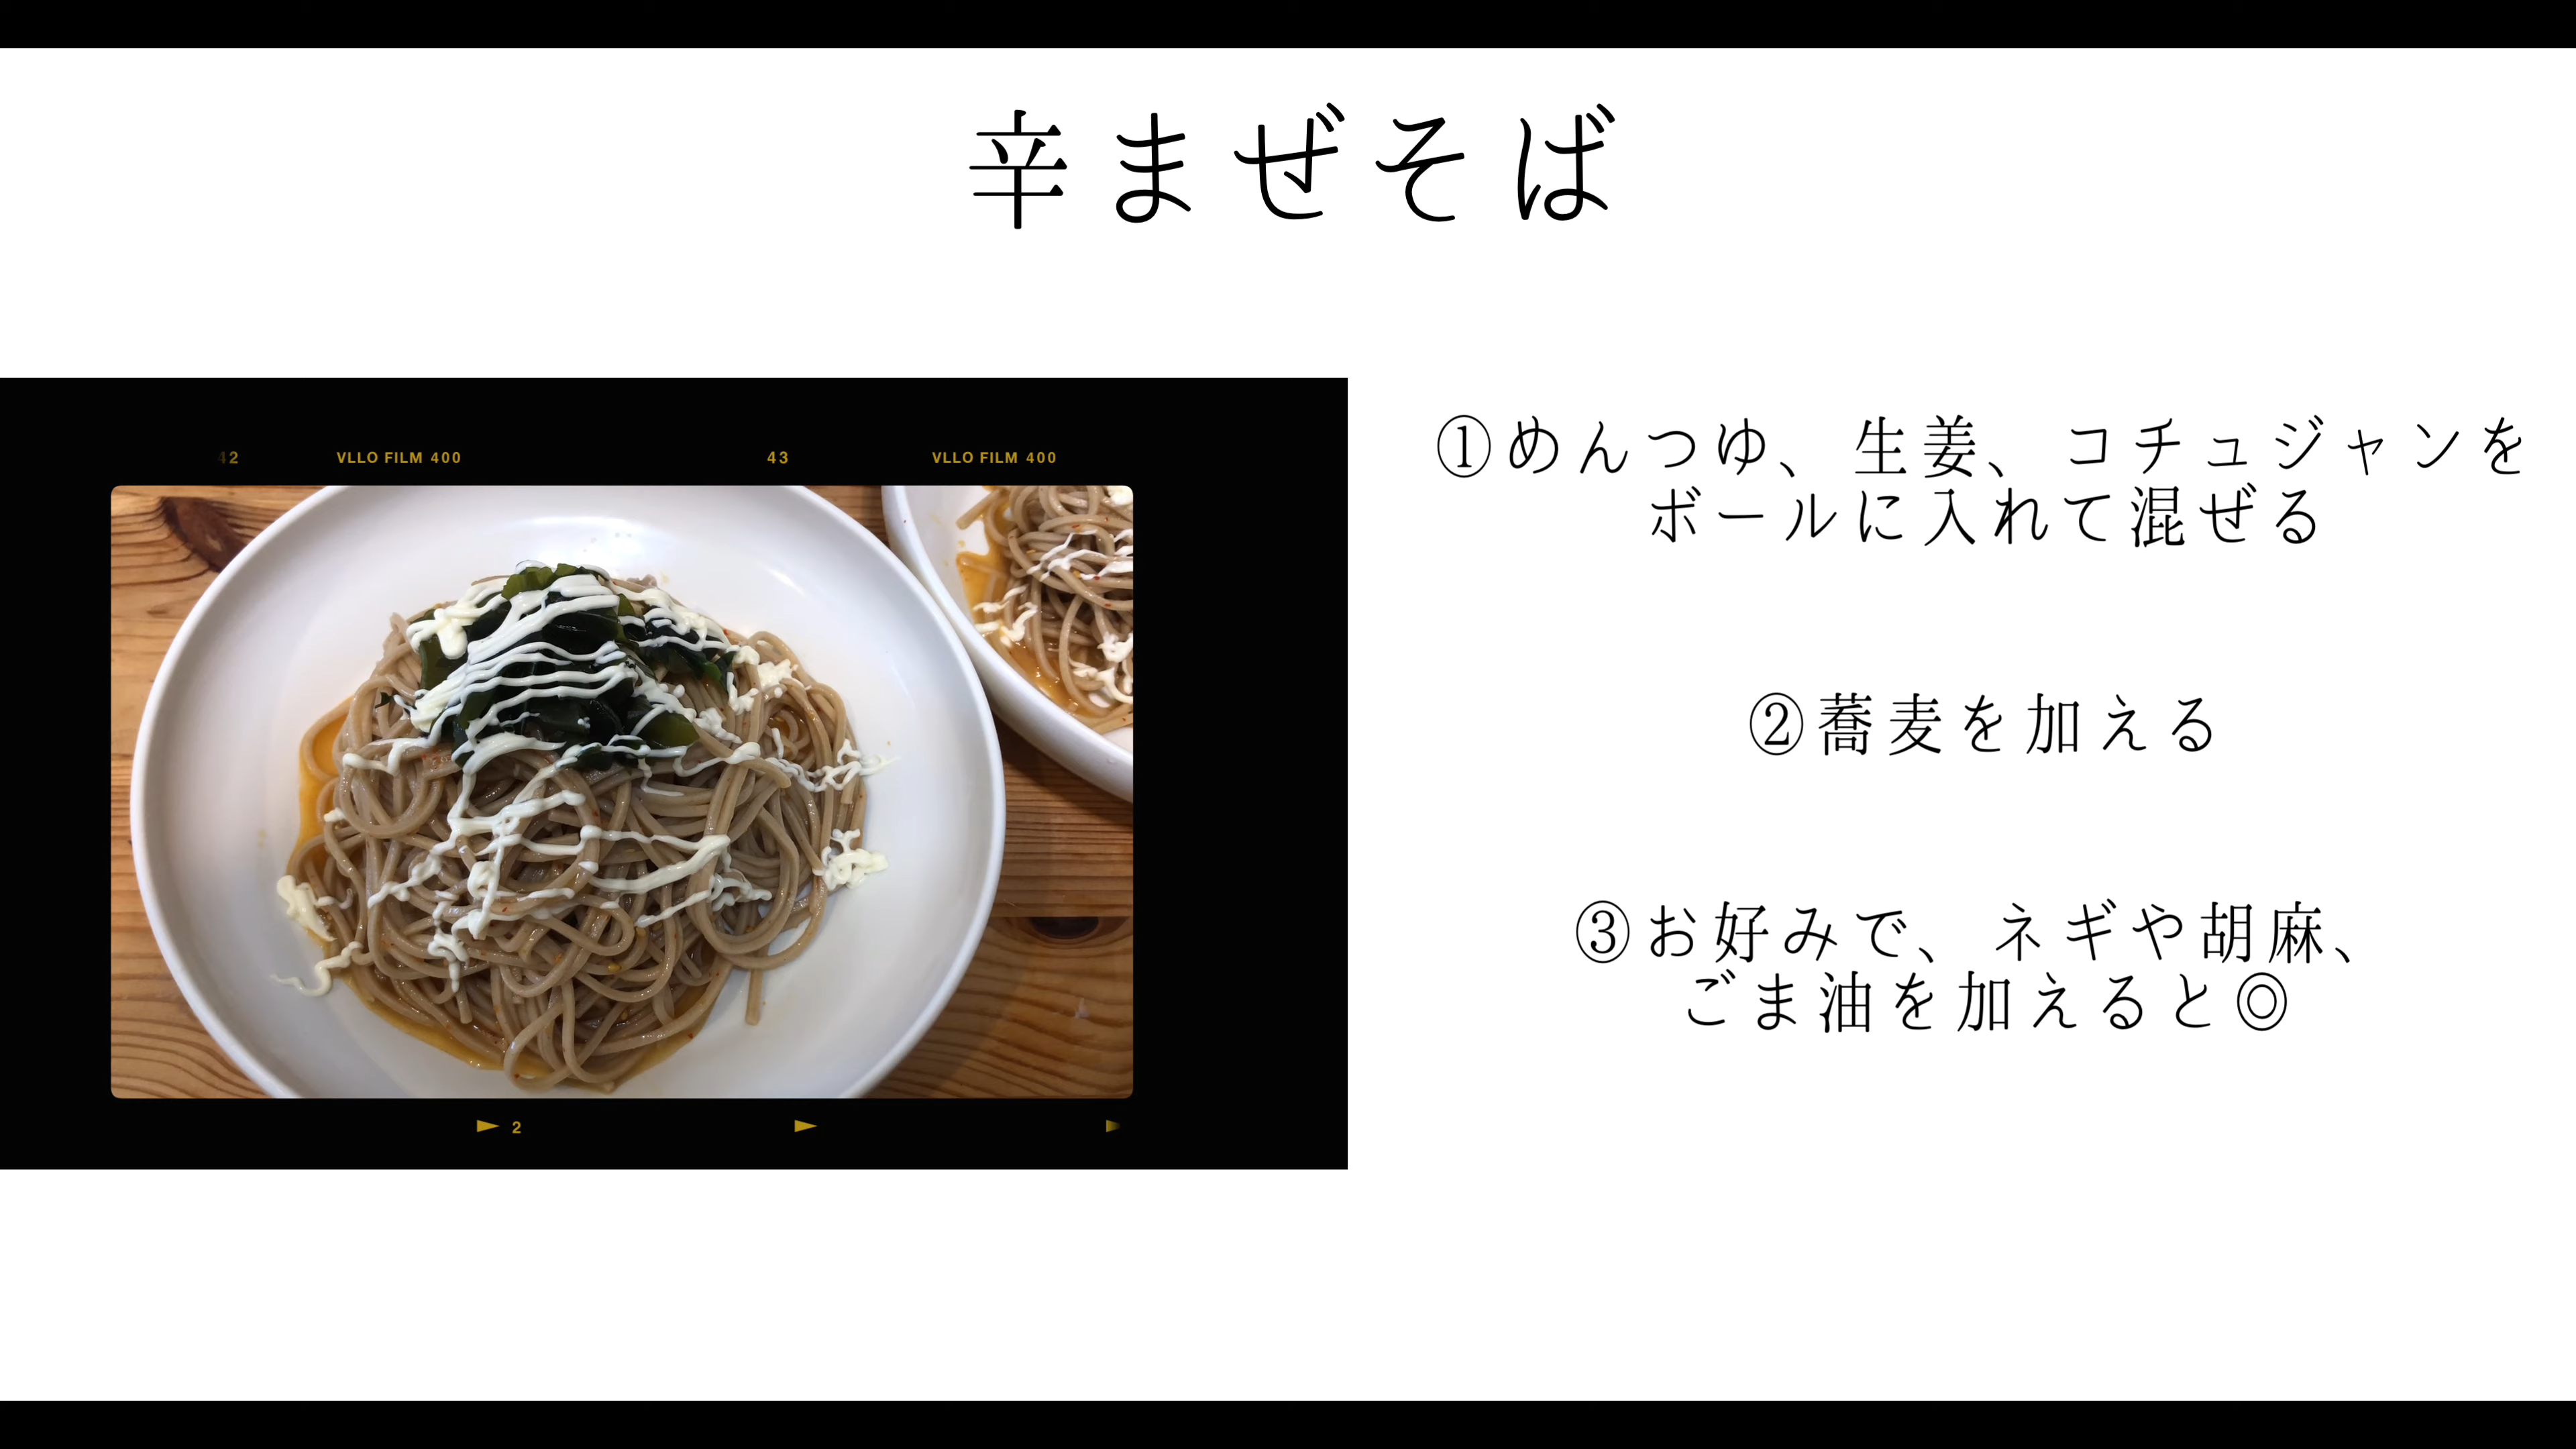 辛まぜそば
42 VLLO FILM 400 43 VLLO FILM 400
①めんつゆ、生姜、コチュジャンを
ボールに入れて混ぜる
②蕎麦を加える
③お好みで、ネギや胡麻、
ごま油を加えると◎
2